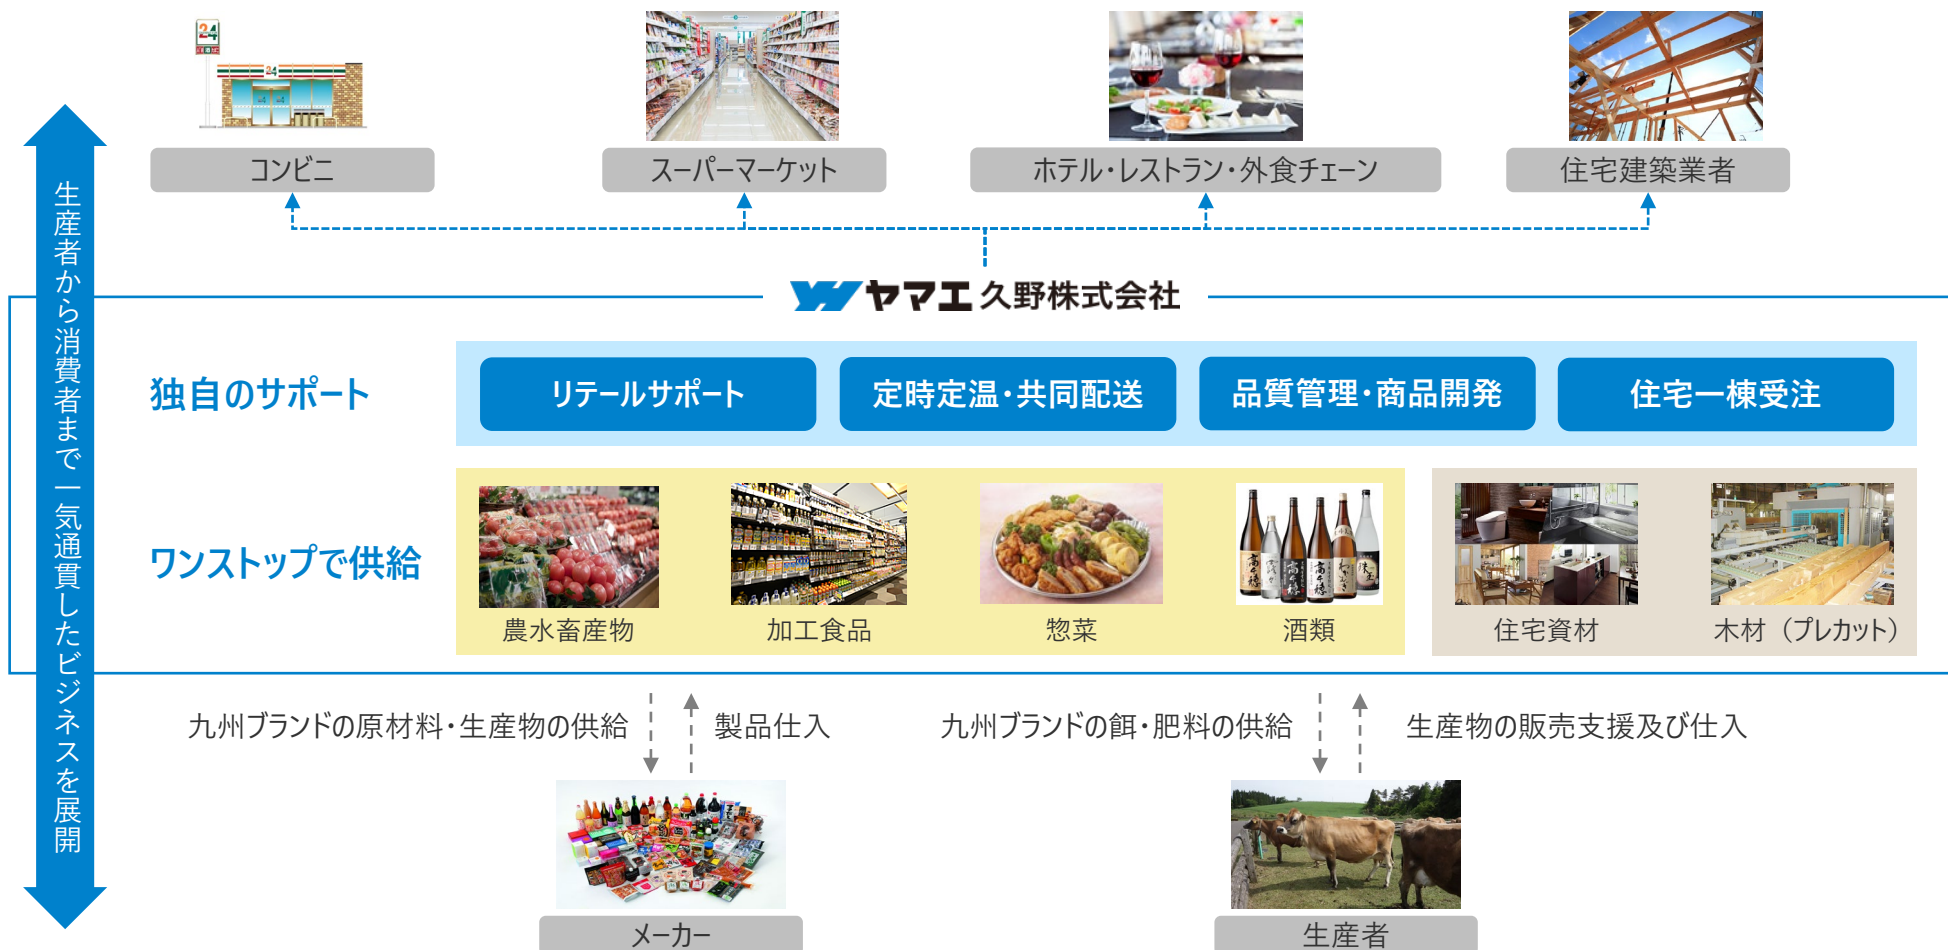 24
24
コンビニ
スーパーマーケット
ホテル・レストラン・外食チェーン
住宅建築業者
生産者から消費者まで一気通貫したビジネスを展開
ヤマエ久野株式会社
独自のサポート
リテールサポート
定時定温・共同配送
品質管理・商品開発
住宅一棟受注
ワンストップで供給
高千穂
高千穂
農水畜産物
加工食品
惣菜
酒類
住宅資材
木材（プレカット）
九州ブランドの原材料・生産物の供給
製品仕入
九州ブランドの餌・肥料の供給
生産物の販売支援及び仕入
メーカー
生産者